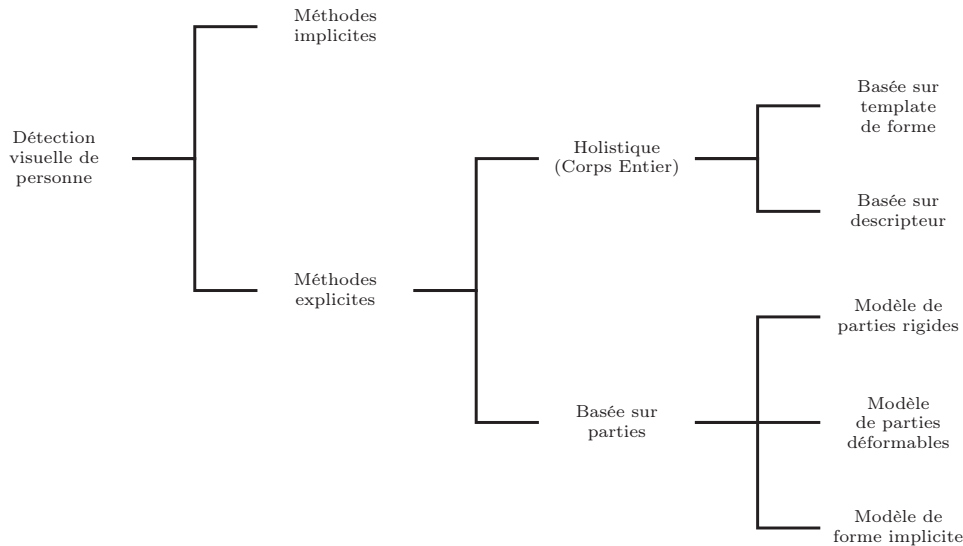 Méthodes
implicites
Détection
visuelle de
personne
Méthodes
explicites
Holistique
(Corps Entier)
Basée sur
template
de forme
Basée sur
descripteur
Basée sur
parties
Modèle de
parties rigides
Modèle
de parties
déformables
Modèle de
forme implicite